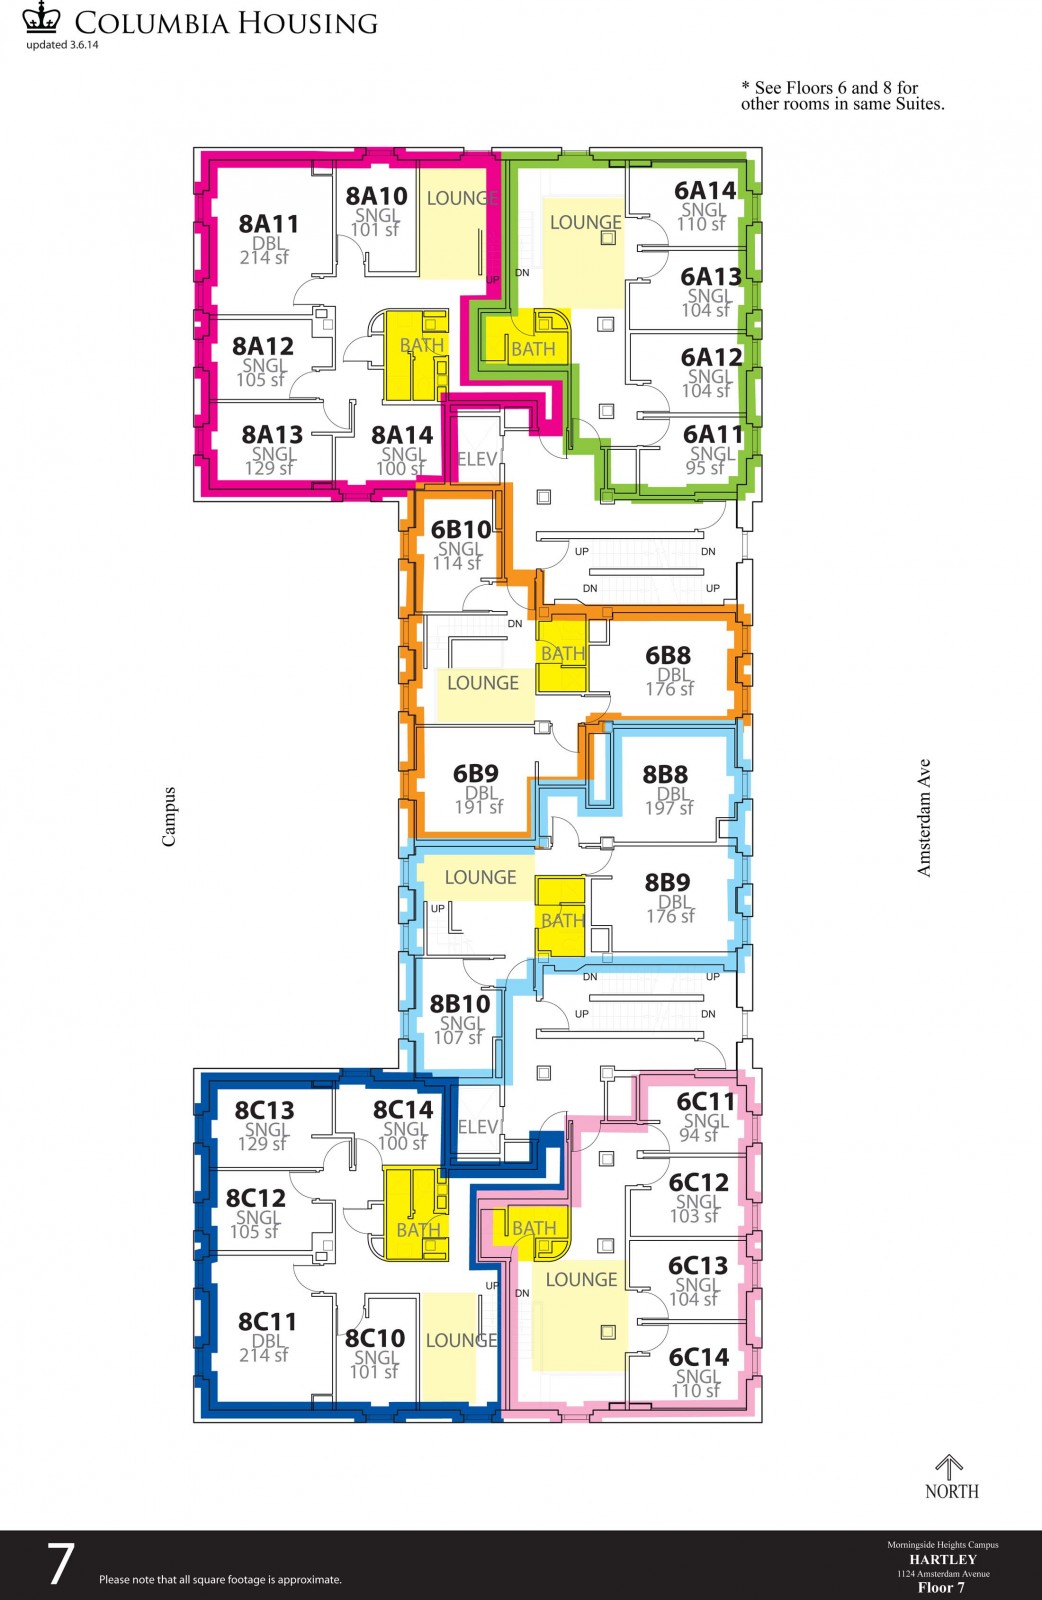 COLUMBIA HOUSING
updated 3.6.14
* See Floors 6 and 8 for
other rooms in same Suites.
8A11
DBL
214 sf
8A10
SNGL
101 sf
LOUNGE
UP
8A12
SNGL
105 sf
BATH
8A13
SNGL
129 sf
8A14
SNGL
100 sf
LOUNGE
DN
BATH
6A14
SNGL
110 sf
6A13
SNGL
104 sf
6A12
SNGL
104 sf
6A11
SNGL
95 sf
ELEV
6B10
SNGL
114 sf
UP
DN
DN
UP
DN
BATH
LOUNGE
6B8
DBL
176 sf
6B9
DBL
191 sf
8B8
DBL
197 sf
Campus
Amsterdam Ave
LOUNGE
UP
BATH
8B9
DBL
176 sf
8B10
SNGL
107 sf
DN
UP
UP
DN
8C13
SNGL
129 sf
8C14
SNGL
100 sf
ELEV
6C11
SNGL
94 sf
8C12
SNGL
105 sf
BATH
BATH
6C12
SNGL
103 sf
LOUNGE
6C13
SNGL
104 sf
UP
DN
8C11
DBL
214 sf
8C10
SNGL
101 sf
LOUNGE
6C14
SNGL
110 sf
NORTH
7
Please note that all square footage is approximate.
Morningside Heights Campus
HARTLEY
1124 Amsterdam Avenue
Floor 7